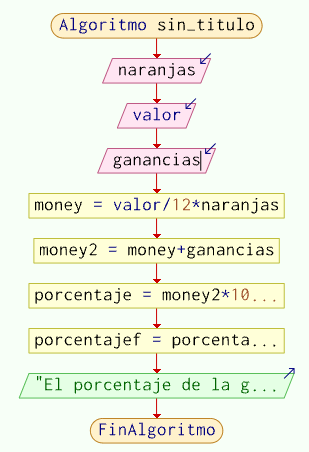 Algoritmo sin_titulo
naranjas
valor
ganancias
money = valor/12*naranjas
money2 = money+ganancias
porcentaje = money2*10...
porcentajef = porcenta...
"El porcentaje de la g...
FinAlgoritmo